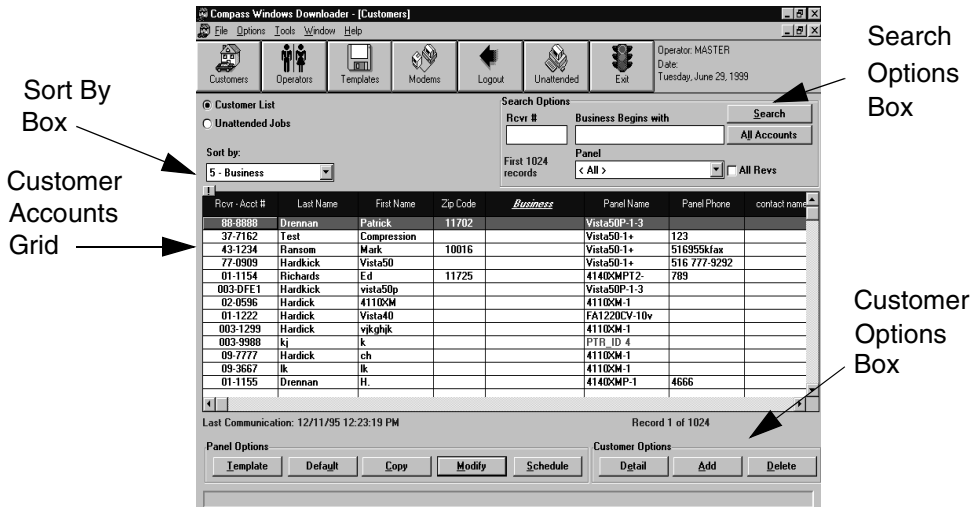 Compass Windows Downloader - [Customers]
File Options Tools Window Help
Customers Operators Templates Modems Logout Unattended Exit
Operator: MASTER
Date:
Tuesday, June 29, 1999
Search
Options
Box
Sort By
Box
Customer
Accounts
Grid
Customer
Options
Box
Customer List
Unattended Jobs
Sort by:
5 - Business
Search Options
Rcvr # Business Begins with Search
All Accounts
First 1024
records
Panel
< All > All Revs
Rcvr - Acct # Last Name First Name Zip Code Business Panel Name Panel Phone contact name
88-8888 Drennan Patrick 11702 Vista50P-1-3
37-7162 Test Compression Vista50-1+ 123
43-1234 Ransom Mark 10016 Vista50-1+ 516955kfax
77-0909 Hardkick Vista50 Vista50-1+ 516 777-9292
01-1154 Richards Ed 11725 4140XMPT2- 789
003-DFE1 Hardkick vista50p Vista50P-1-3
02-0596 Hardick 4110XM 4110XM-1
01-1222 Hardick Vista40 FA1220CV-10v
003-1299 Hardick vjkghjk 4110XM-1
003-9988 kj k PTR_ID 4
09-7777 Hardick ch 4110XM-1
09-3667 lk lk 4110XM-1
01-1155 Drennan H. 4140XMP-1 4666
Last Communication: 12/11/95 12:23:19 PM Record 1 of 1024
Panel Options
Template Default Copy Modify Schedule
Customer Options
Detail Add Delete